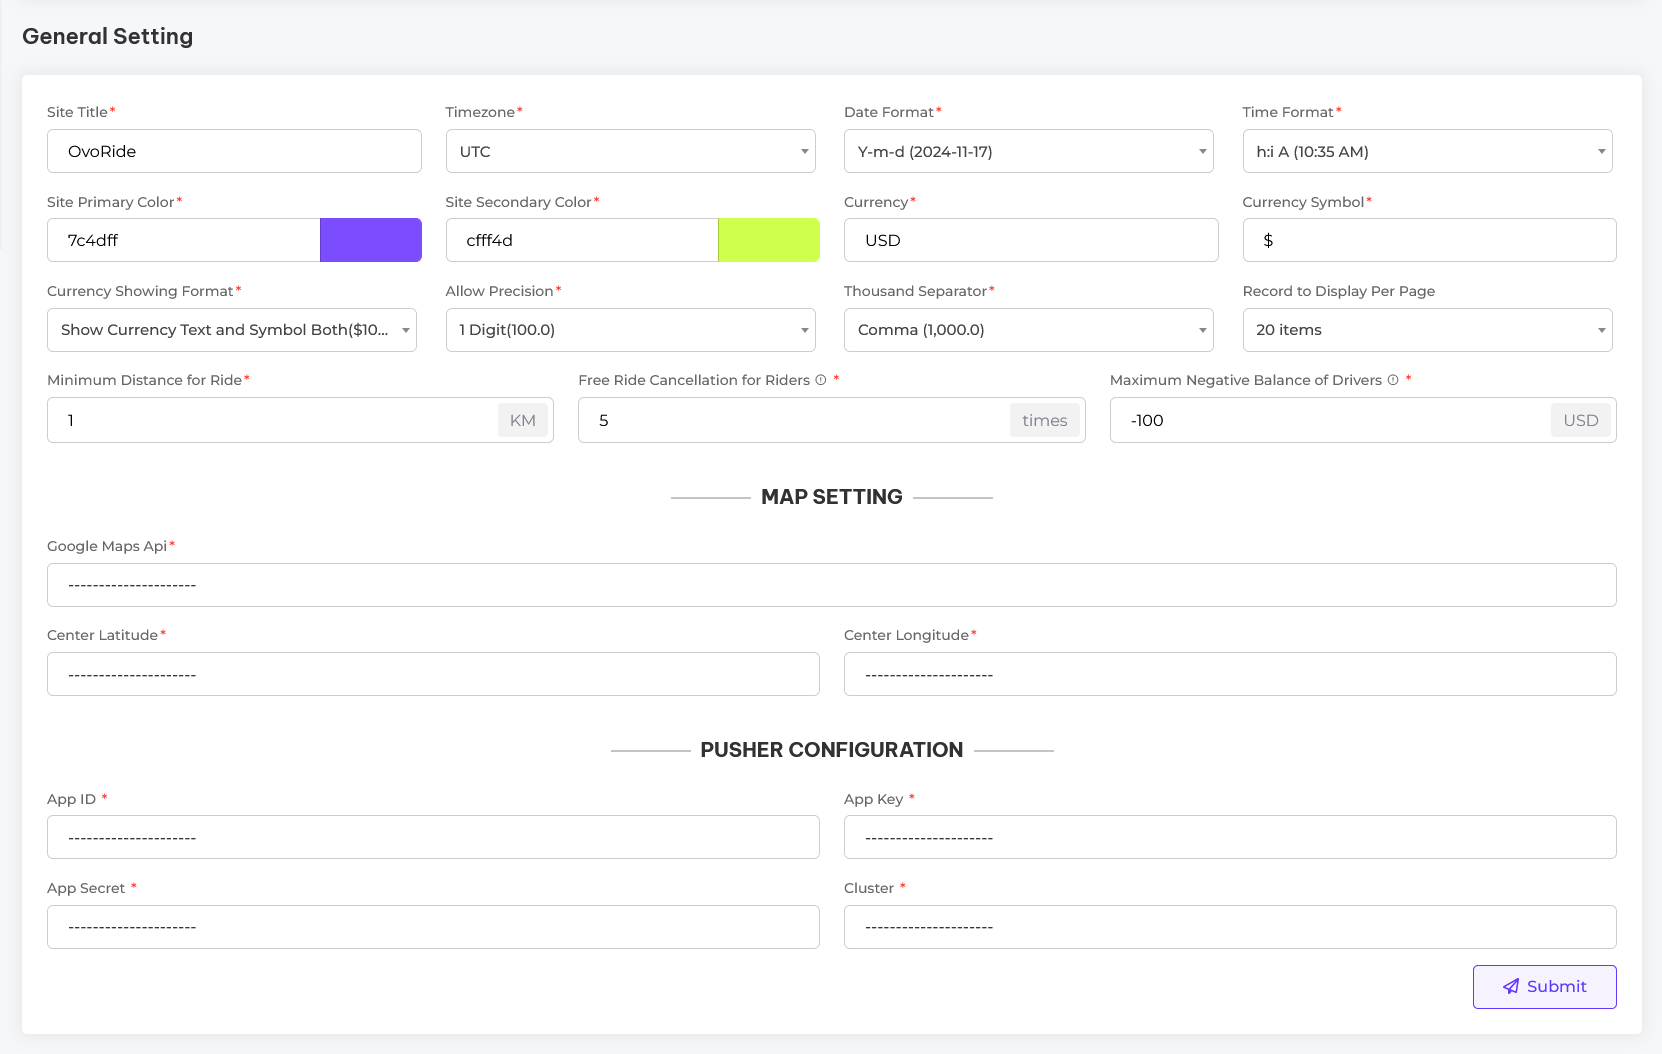 General Setting
Site Title* Timezone* Date Format* Time Format*
OvoRide UTC Y-m-d (2024-11-17) h:i A (10:35 AM)
Site Primary Color* Site Secondary Color* Currency* Currency Symbol*
7c4dff cfff4d USD $
Currency Showing Format* Allow Precision* Thousand Separator* Record to Display Per Page
Show Currency Text and Symbol Both($10... 1 Digit(100.0) Comma (1,000.0) 20 items
Minimum Distance for Ride* Free Ride Cancellation for Riders * Maximum Negative Balance of Drivers *
1 KM 5 times -100 USD
MAP SETTING
Google Maps Api*
---------------------
Center Latitude* Center Longitude*
--------------------- ---------------------
PUSHER CONFIGURATION
App ID * App Key *
--------------------- ---------------------
App Secret * Cluster *
--------------------- ---------------------
Submit